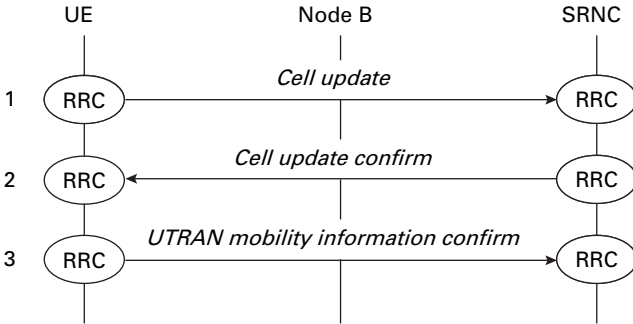 UE Node B SRNC
Cell update
1 RRC RRC
Cell update confirm
2 RRC RRC
UTRAN mobility information confirm
3 RRC RRC